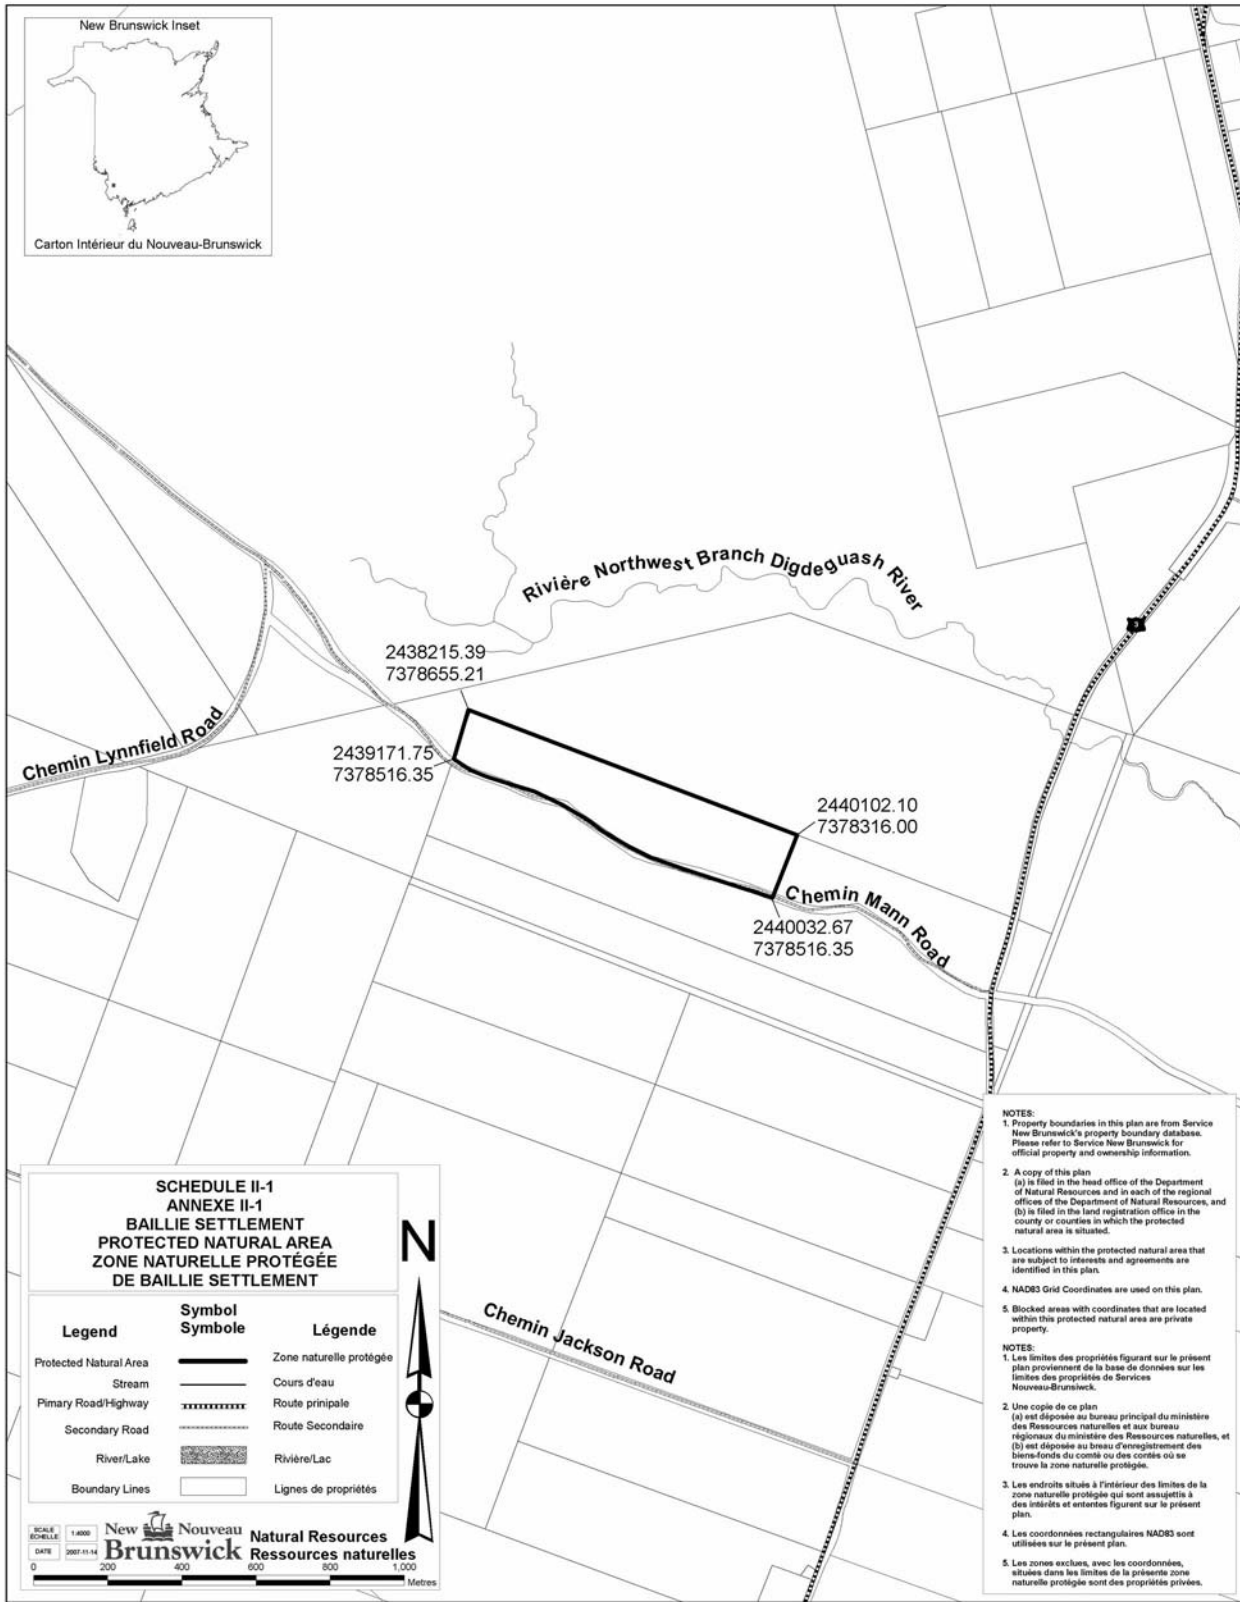 New Brunswick Inset
Carton Intérieur du Nouveau-Brunswick
Rivière Northwest Branch Digdeguash River
3
2438215.39
7378655.21
Chemin Lynnfield Road
2439171.75
7378516.35
2440102.10
7378316.00
Chemin Mann Road
2440032.67
7378516.35
Chemin Jackson Road
SCHEDULE II-1
ANNEXE II-1
BAILLIE SETTLEMENT
PROTECTED NATURAL AREA
ZONE NATURELLE PROTÉGÉE
DE BAILLIE SETTLEMENT
N
Legend
Symbol
Symbole
Légende
Protected Natural Area
Zone naturelle protégée
Stream
Cours d'eau
Pimary Road/Highway
Route prinipale
Secondary Road
Route Secondaire
River/Lake
Rivière/Lac
Boundary Lines
Lignes de propriétés
SCALE
ÉCHELLE
1:4000
DATE
2007-11-14
New Nouveau
Brunswick
Natural Resources
Ressources naturelles
0 200 400 600 800 1,000
Metres
NOTES:
1. Property boundaries in this plan are from Service
New Brunswick's property boundary database.
Please refer to Service New Brunswick for
official property and ownership information.
2. A copy of this plan
(a) is filed in the head office of the Department
of Natural Resources and in each of the regional
offices of the Department of Natural Resources, and
(b) is filed in the land registration office in the
county or counties in which the protected
natural area is situated.
3. Locations within the protected natural area that
are subject to interests and agreements are
identified in this plan.
4. NAD83 Grid Coordinates are used on this plan.
5. Blocked areas with coordinates that are located
within this protected natural area are private
property.
NOTES:
1. Les limites des propriétés figurant sur le présent
plan proviennent de la base de données sur les
limites des propriétés de Services
Nouveau-Brunsiwck.
2. Une copie de ce plan
(a) est déposée au bureau principal du ministère
des Ressources naturelles et aux bureau
régionaux du ministère des Ressources naturelles, et
(b) est déposée au breau d'enregistrement des
biens-fonds du comté ou des contés où se
trouve la zone naturelle protégée.
3. Les endroits situés à l'intérieur des limites de la
zone naturelle protégée qui sont assujettis à
des intérêts et ententes figurent sur le présent
plan.
4. Les coordonnées rectangulaires NAD83 sont
utilisées sur le présent plan.
5. Les zones exclues, avec les coordonnées,
situées dans les limites de la présente zone
naturelle protégée sont des propriétés privées.